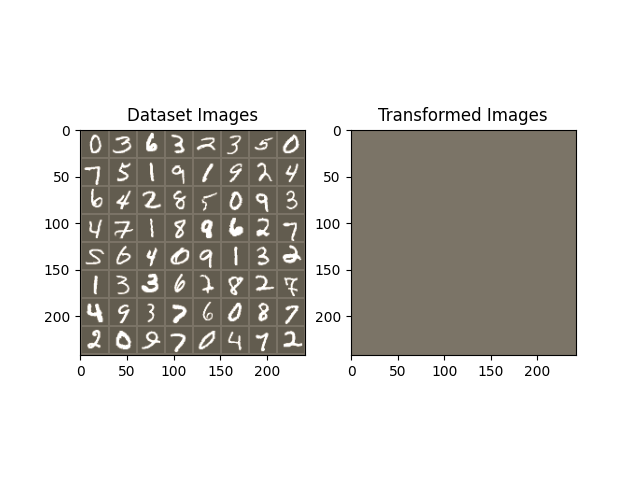 Dataset Images
Transformed Images
0
50
100
150
200
0 3 6 3 2 3 5 0
7 5 1 9 1 9 2 4
6 4 2 8 5 0 9 3
4 7 1 8 9 6 2 7
5 6 4 0 9 1 3 2
1 3 3 6 2 8 2 7
4 9 3 7 6 0 8 7
2 0 9 7 0 4 7 2
0 50 100 150 200
0
50
100
150
200
0 50 100 150 200